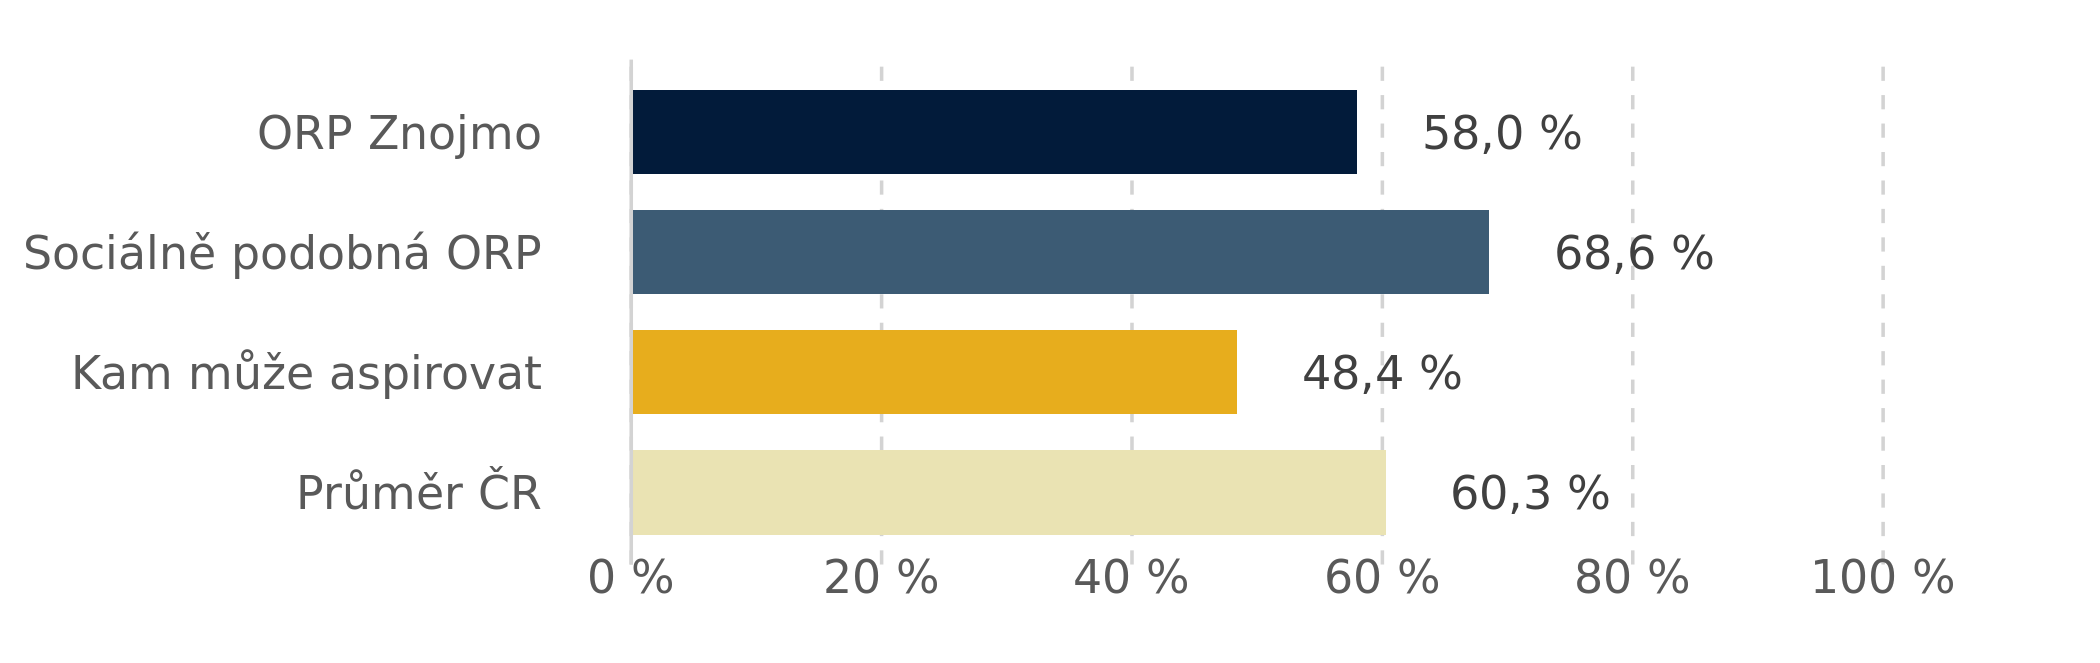 ORP Znojmo 58,0 %
Sociálně podobná ORP 68,6 %
Kam může aspirovat 48,4 %
Průměr ČR 60,3 %
0 % 20 % 40 % 60 % 80 % 100 %